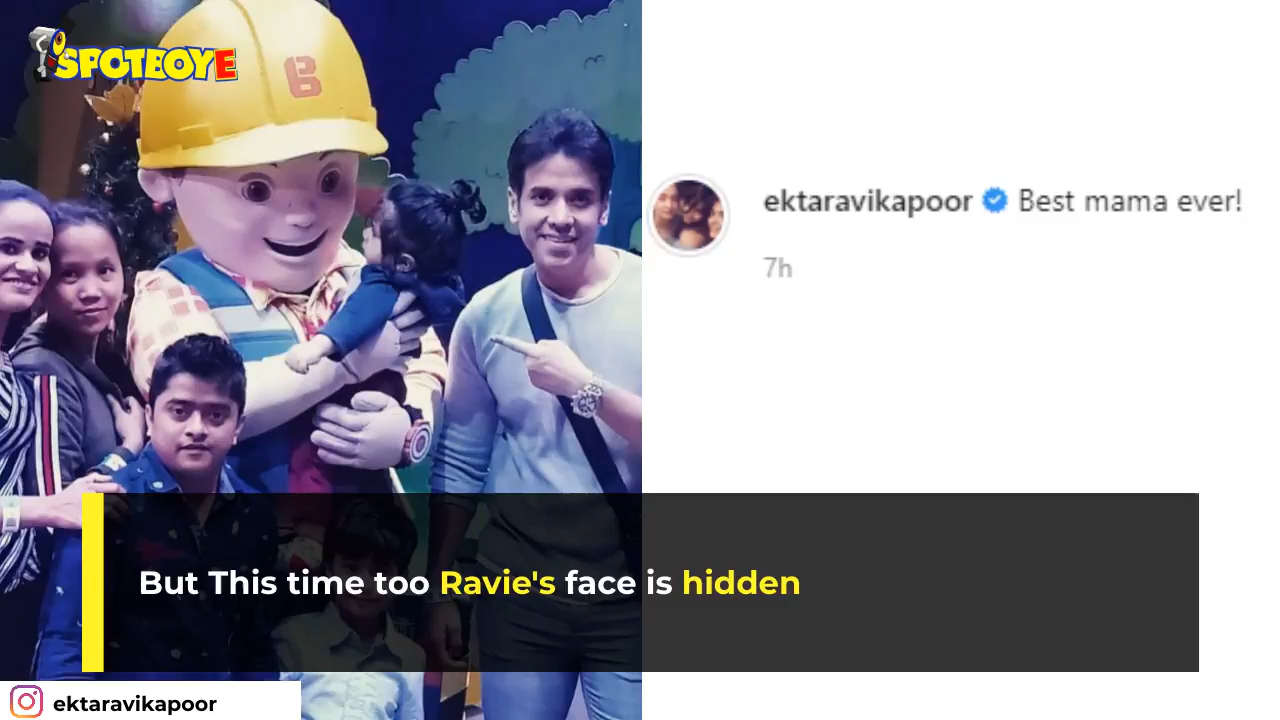 SPOTBOYE
B
ektaravikapoor Best mama ever!
7h
But This time too Ravie's face is hidden
ektaravikapoor